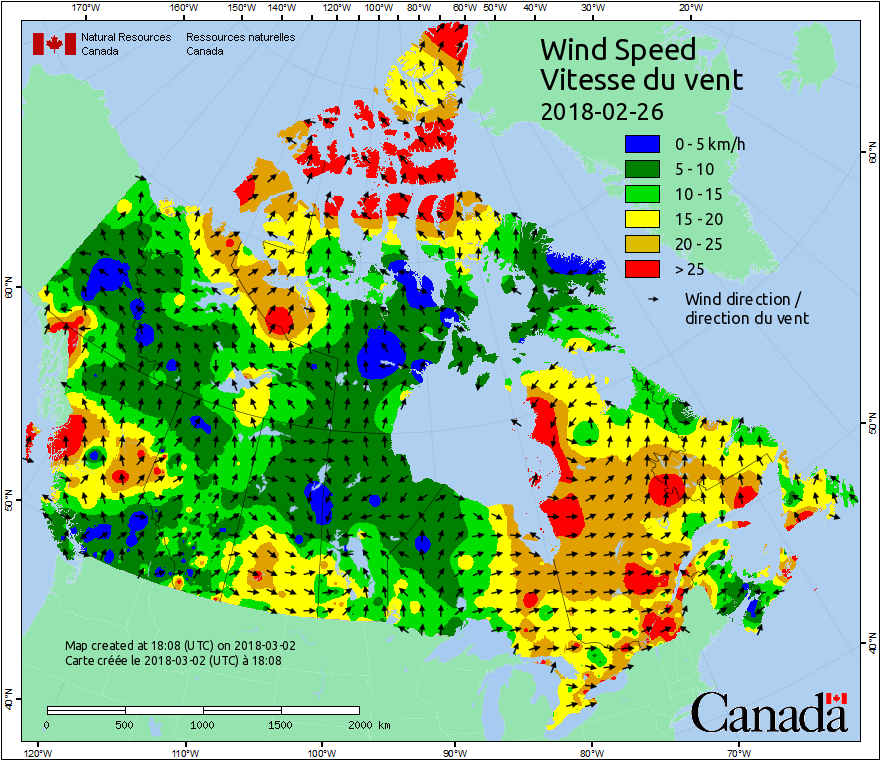 170°W 160°W 150°W 140°W 130°W 120°W 110°W 100°W 90°W 80°W 70°W 60°W 50°W 40°W 30°W 20°W
Natural Resources Ressources naturelles
Canada Canada
Wind Speed
Vitesse du vent
2018-02-26
0 - 5 km/h
5 - 10
10 - 15
15 - 20
20 - 25
> 25
Wind direction /
direction du vent
60°N
60°N
50°N
50°N
40°N
40°N
Map created at 18:08 (UTC) on 2018-03-02
Carte créée le 2018-03-02 (UTC) à 18:08
0 500 1000 1500 2000 km
Canada
120°W 110°W 100°W 90°W 80°W 70°W